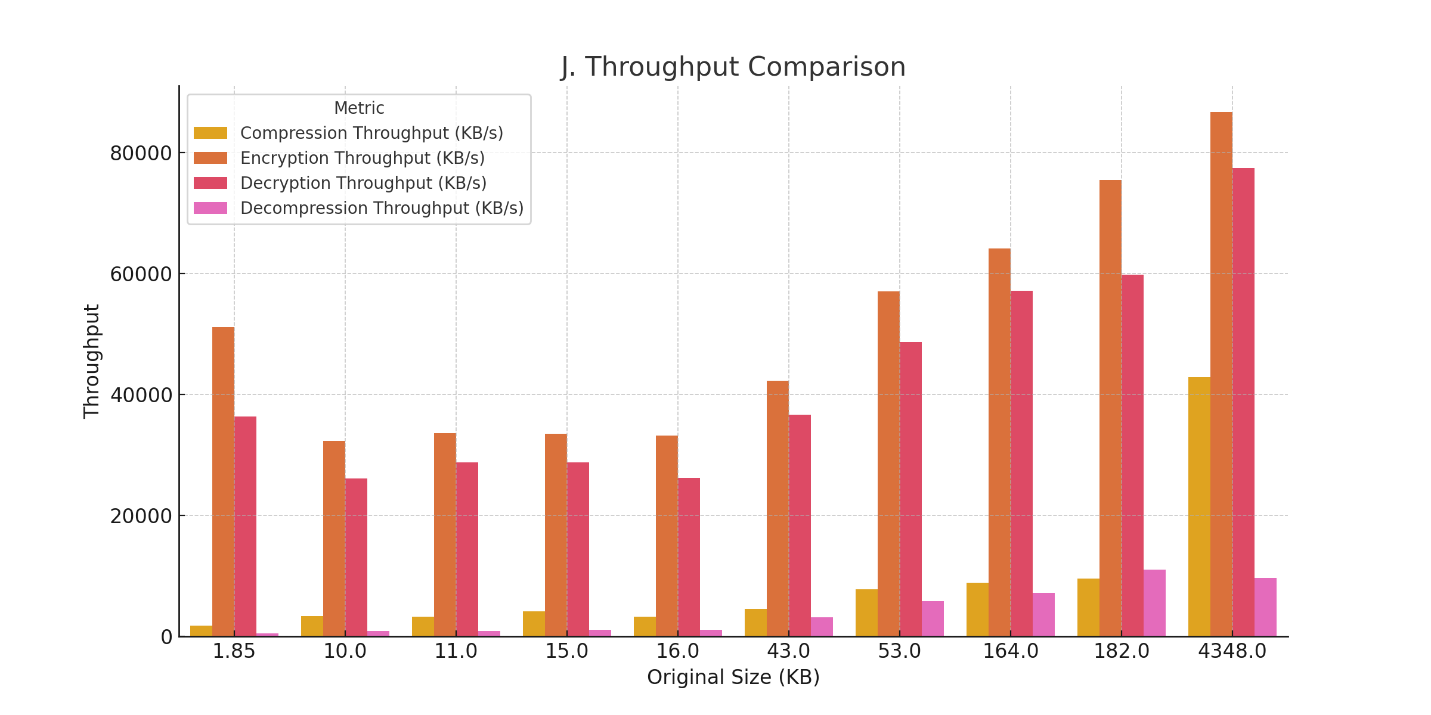 J. Throughput Comparison
Metric
Compression Throughput (KB/s)
Encryption Throughput (KB/s)
Decryption Throughput (KB/s)
Decompression Throughput (KB/s)
Throughput
80000
60000
40000
20000
0
1.85 10.0 11.0 15.0 16.0 43.0 53.0 164.0 182.0 4348.0
Original Size (KB)